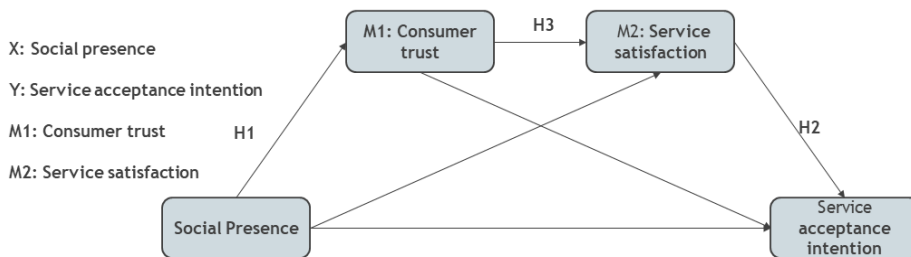 X: Social presence
Y: Service acceptance intention
M1: Consumer trust
M2: Service satisfaction
M1: Consumer
trust
H3
M2: Service
satisfaction
H1
H2
Social Presence
Service
acceptance
intention